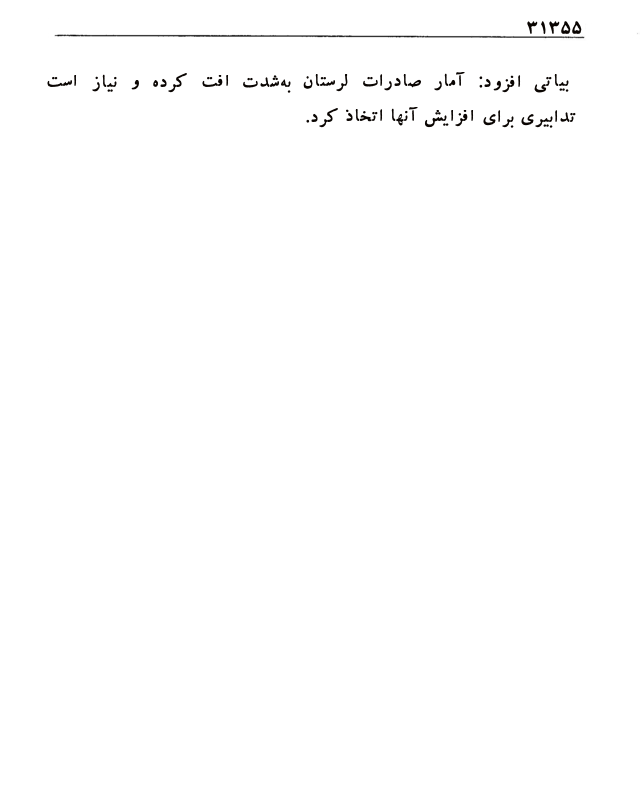 ۳۱۳۵۵
بیاتی افزود: آمار صادرات لرستان به‌شدت افت کرده و نیاز است
تدابیری برای افزایش آنها اتخاذ کرد.